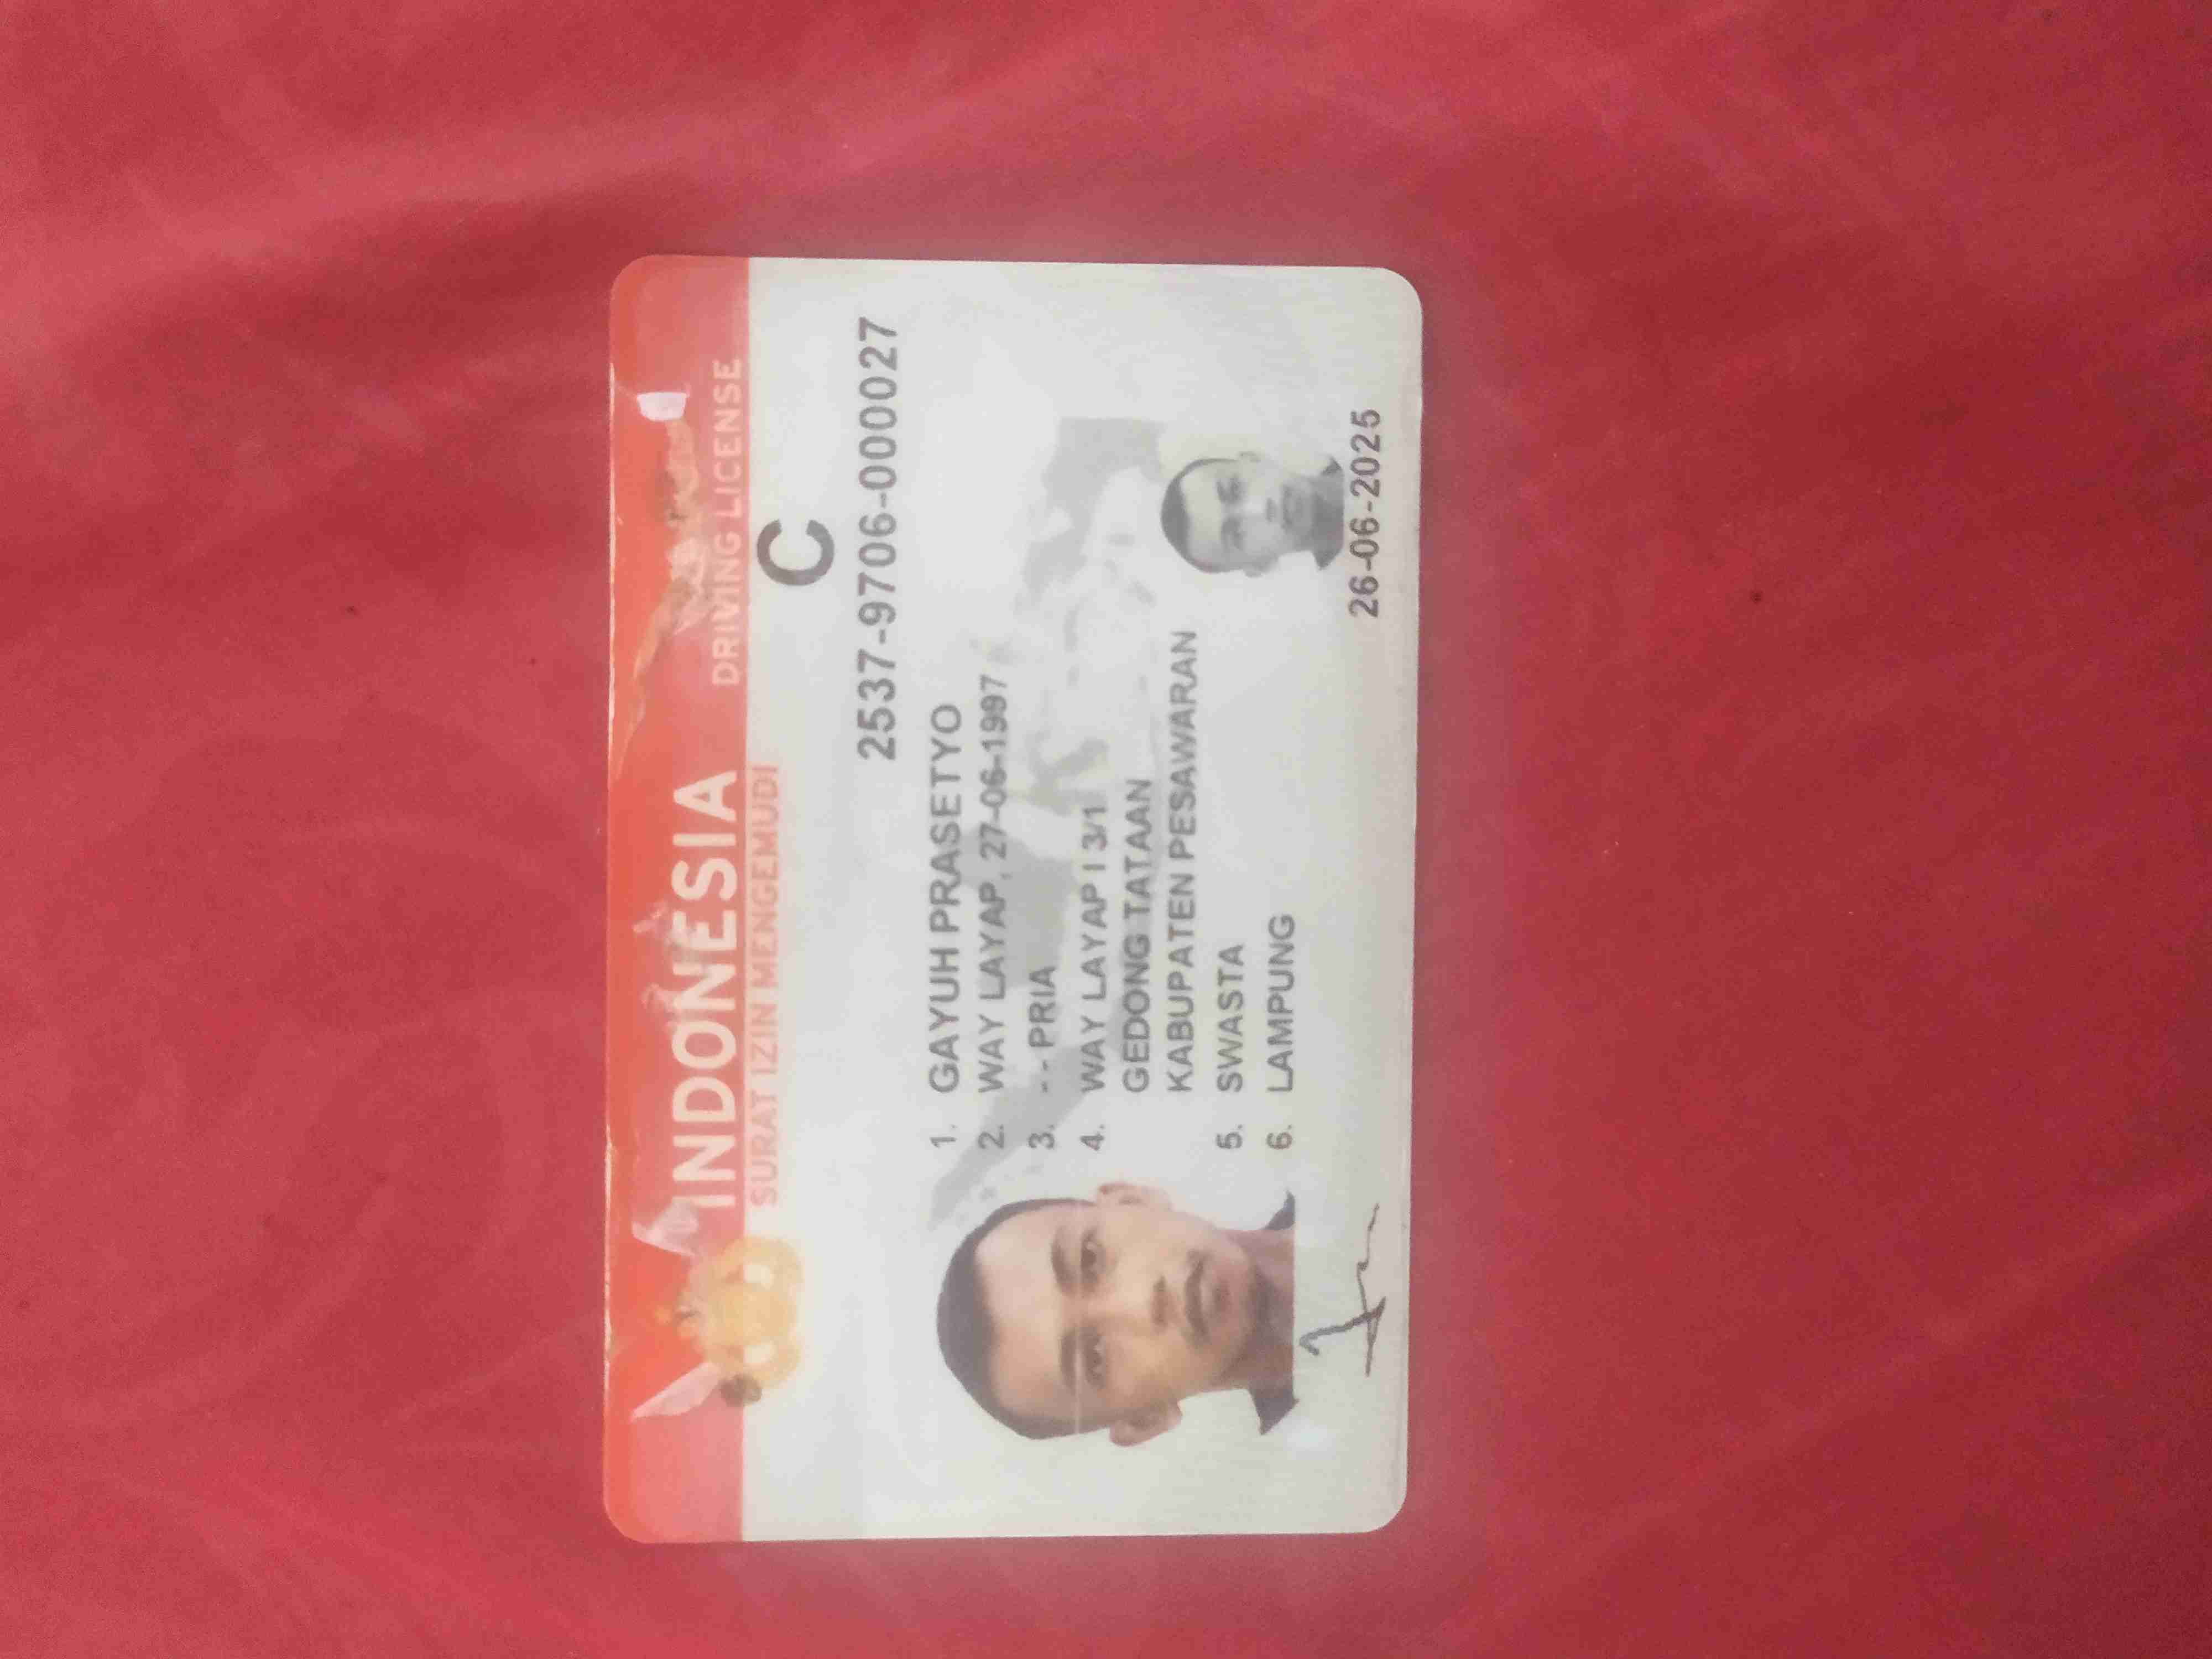 INDONESIA
DRIVING LICENSE
SURAT IZIN MENGEMUDI
C
2537-9706-000027
1. GAYUH PRASETYO
2. WAY LAYAP, 27-06-1997
3. - - PRIA
4. WAY LAYAP I 3/1
GEDONG TATAAN
KABUPATEN PESAWARAN
5. SWASTA
6. LAMPUNG
26-06-2025